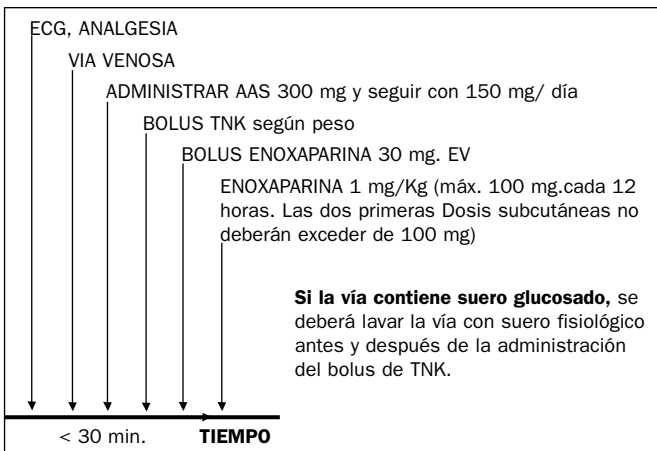 ECG, ANALGESIA
VIA VENOSA
ADMINISTRAR AAS 300 mg y seguir con 150 mg/ día
BOLUS TNK según peso
BOLUS ENOXAPARINA 30 mg. EV
ENOXAPARINA 1 mg/Kg (máx. 100 mg.cada 12
horas. Las dos primeras Dosis subcutáneas no
deberán exceder de 100 mg)
Si la vía contiene suero glucosado, se
deberá lavar la vía con suero fisiológico
antes y después de la administración
del bolus de TNK.
< 30 min. TIEMPO